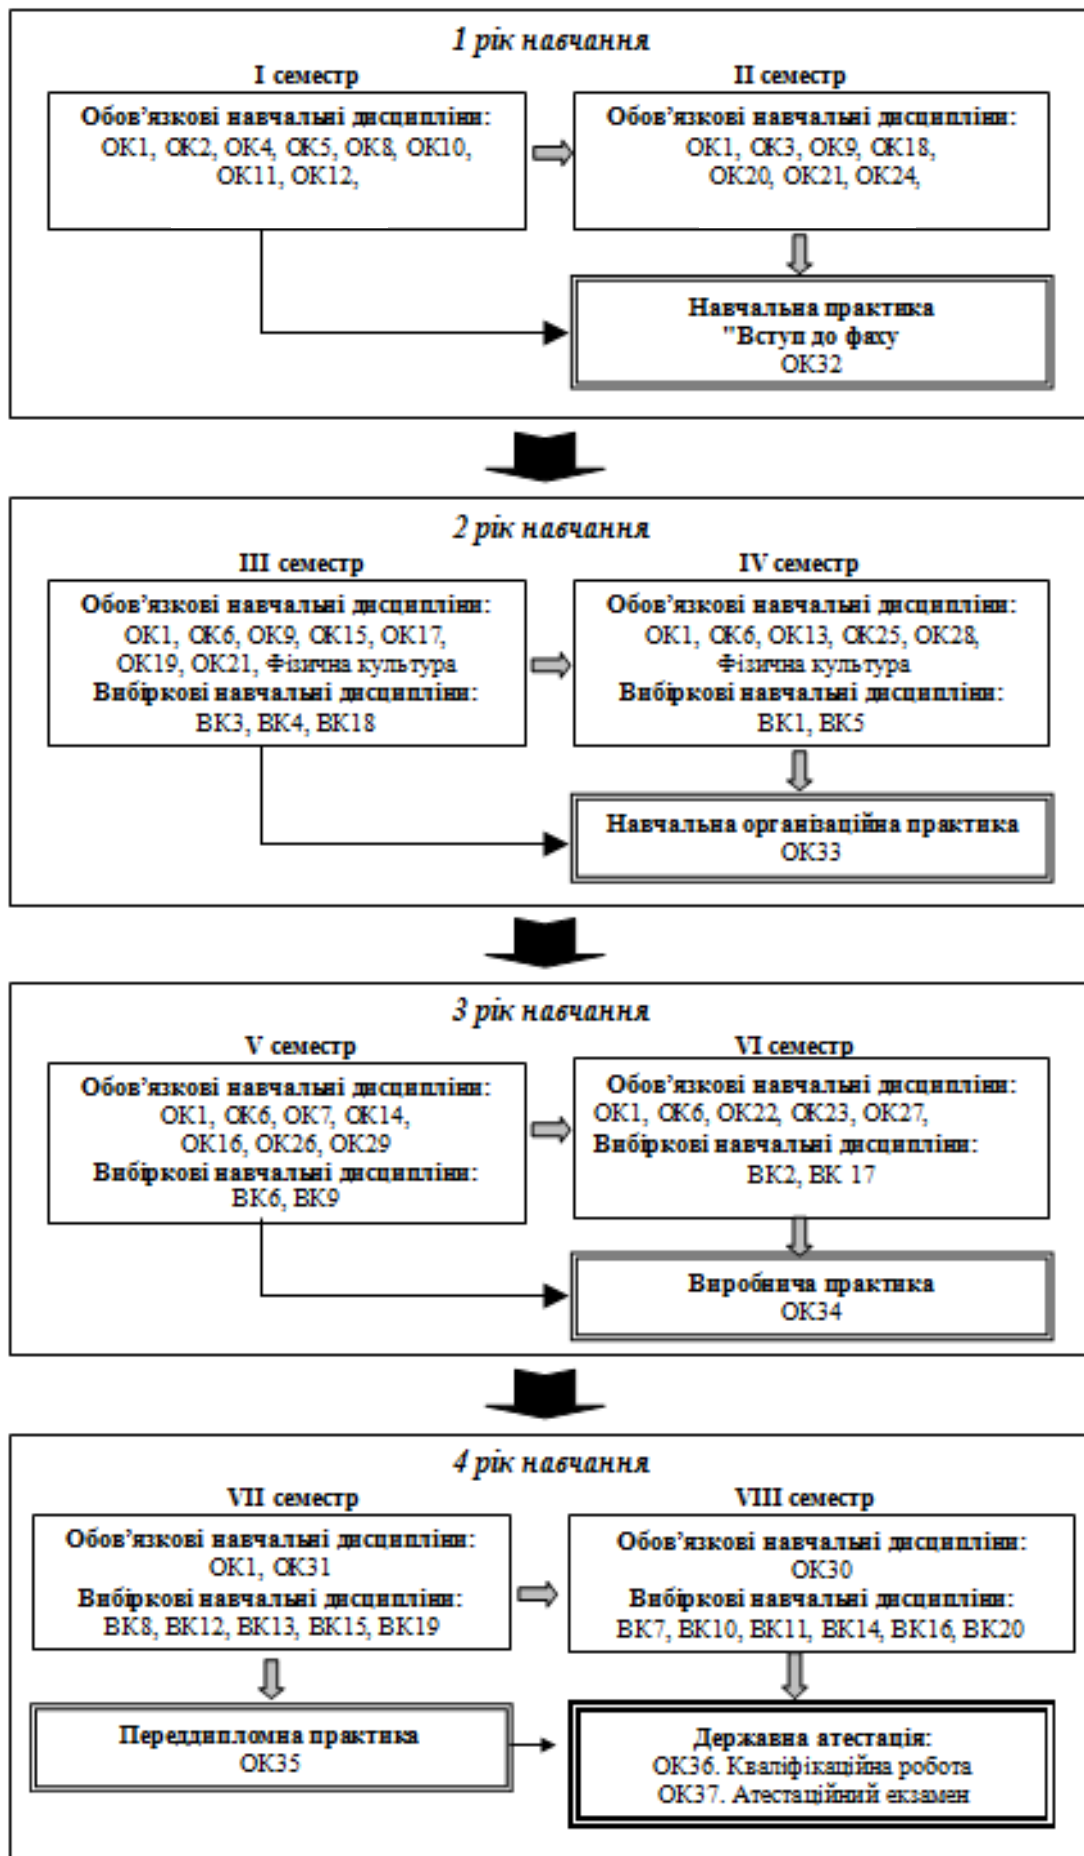 1 рік навчання
I семестр
Обов’язкові навчальні дисципліни:
ОК1, ОК2, ОК4, ОК5, ОК8, ОК10,
ОК11, ОК12,
II семестр
Обов’язкові навчальні дисципліни:
ОК1, ОК3, ОК9, ОК18,
ОК20, ОК21, ОК24,
Навчальна практика
"Вступ до фаху
ОК32
2 рік навчання
III семестр
Обов’язкові навчальні дисципліни:
ОК1, ОК6, ОК9, ОК15, ОК17,
ОК19, ОК21, Фізична культура
Вибіркові навчальні дисципліни:
ВК3, ВК4, ВК18
IV семестр
Обов’язкові навчальні дисципліни:
ОК1, ОК6, ОК13, ОК25, ОК28,
Фізична культура
Вибіркові навчальні дисципліни:
ВК1, ВК5
Навчальна організаційна практика
ОК33
3 рік навчання
V семестр
Обов’язкові навчальні дисципліни:
ОК1, ОК6, ОК7, ОК14,
ОК16, ОК26, ОК29
Вибіркові навчальні дисципліни:
ВК6, ВК9
VI семестр
Обов’язкові навчальні дисципліни:
ОК1, ОК6, ОК22, ОК23, ОК27,
Вибіркові навчальні дисципліни:
ВК2, ВК 17
Виробнича практика
ОК34
4 рік навчання
VII семестр
Обов’язкові навчальні дисципліни:
ОК1, ОК31
Вибіркові навчальні дисципліни:
ВК8, ВК12, ВК13, ВК15, ВК19
VIII семестр
Обов’язкові навчальні дисципліни:
ОК30
Вибіркові навчальні дисципліни:
ВК7, ВК10, ВК11, ВК14, ВК16, ВК20
Переддипломна практика
ОК35
Державна атестація:
ОК36. Кваліфікаційна робота
ОК37. Атестаційний екзамен